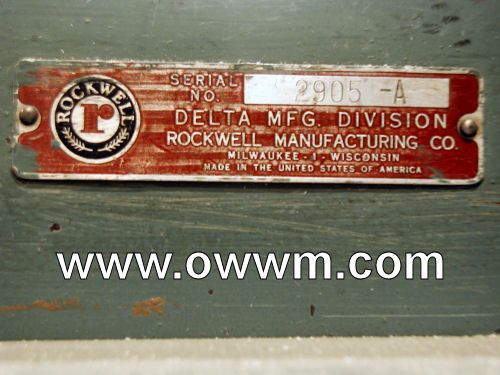 ROCKWELL
r
SERIAL NO. 2905 -A
DELTA MFG. DIVISION
ROCKWELL MANUFACTURING CO.
MILWAUKEE · 1 · WISCONSIN
MADE IN THE UNITED STATES OF AMERICA
www.owwm.com